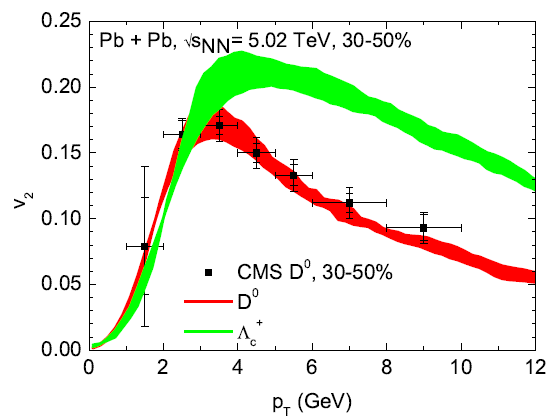 Pb + Pb, √sNN= 5.02 TeV, 30-50%
0.25
0.20
0.15
0.10
0.05
0.00
v2
CMS D0, 30-50%
D0
Λc+
0 2 4 6 8 10 12
pT (GeV)